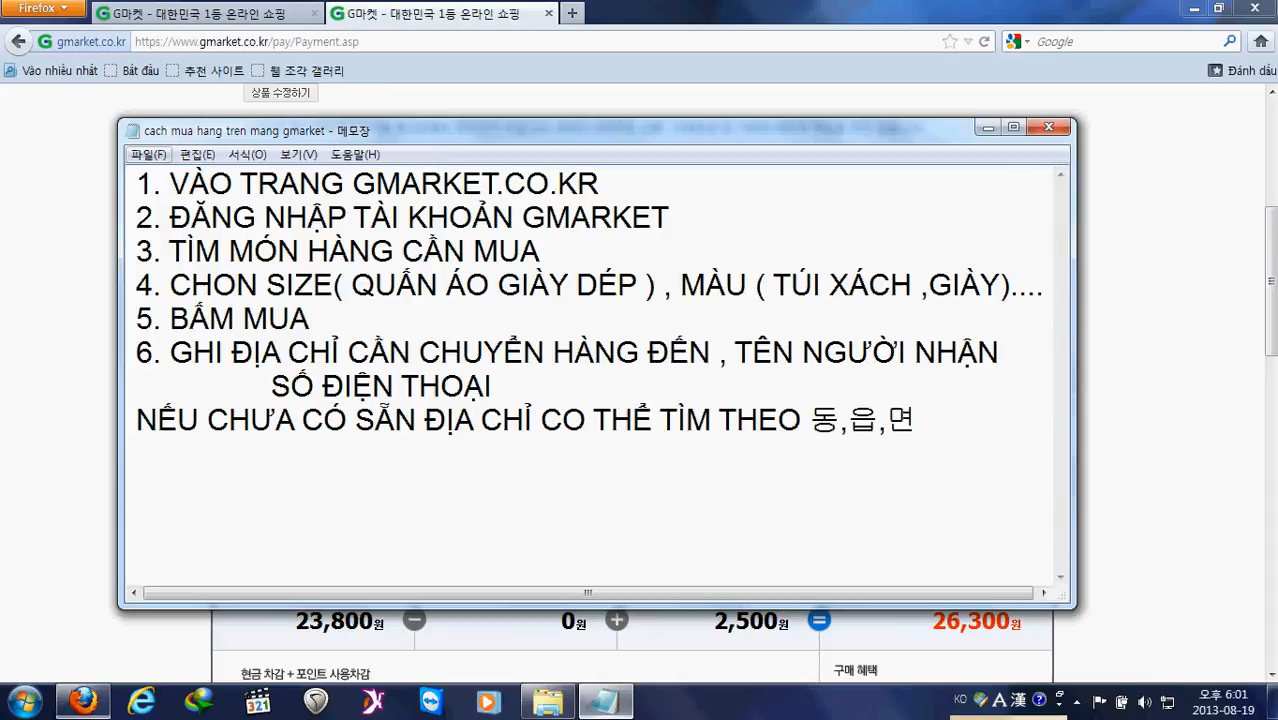 Firefox
G마켓 - 대한민국 1등 온라인 쇼핑
G마켓 - 대한민국 1등 온라인 쇼핑
gmarket.co.kr
https://www.gmarket.co.kr/pay/Payment.asp
Google
Vào nhiều nhất
Bắt đầu
추천 사이트
웹 조각 갤러리
Đánh dấu
상품 수정하기
cach mua hang tren mang gmarket - 메모장
파일(F) 편집(E) 서식(O) 보기(V) 도움말(H)
1. VÀO TRANG GMARKET.CO.KR
2. ĐĂNG NHẬP TÀI KHOẢN GMARKET
3. TÌM MÓN HÀNG CẦN MUA
4. CHON SIZE( QUẤN ÁO GIÀY DÉP ) , MÀU ( TÚI XÁCH ,GIÀY)....
5. BẤM MUA
6. GHI ĐỊA CHỈ CẦN CHUYỂN HÀNG ĐẾN , TÊN NGƯỜI NHẬN
SỐ ĐIỆN THOẠI
NẾU CHƯA CÓ SẴN ĐỊA CHỈ CO THỂ TÌM THEO 동,읍,면
23,800원 0원 2,500원 26,300원
현금 차감 + 포인트 사용차감
구매 혜택
321
KO A 漢
오후 6:01
2013-08-19